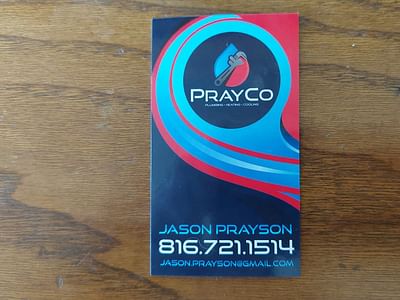 PRAYCO
PLUMBING - HEATING - COOLING
JASON PRAYSON
816.721.1514
JASON.PRAYSON@GMAIL.COM